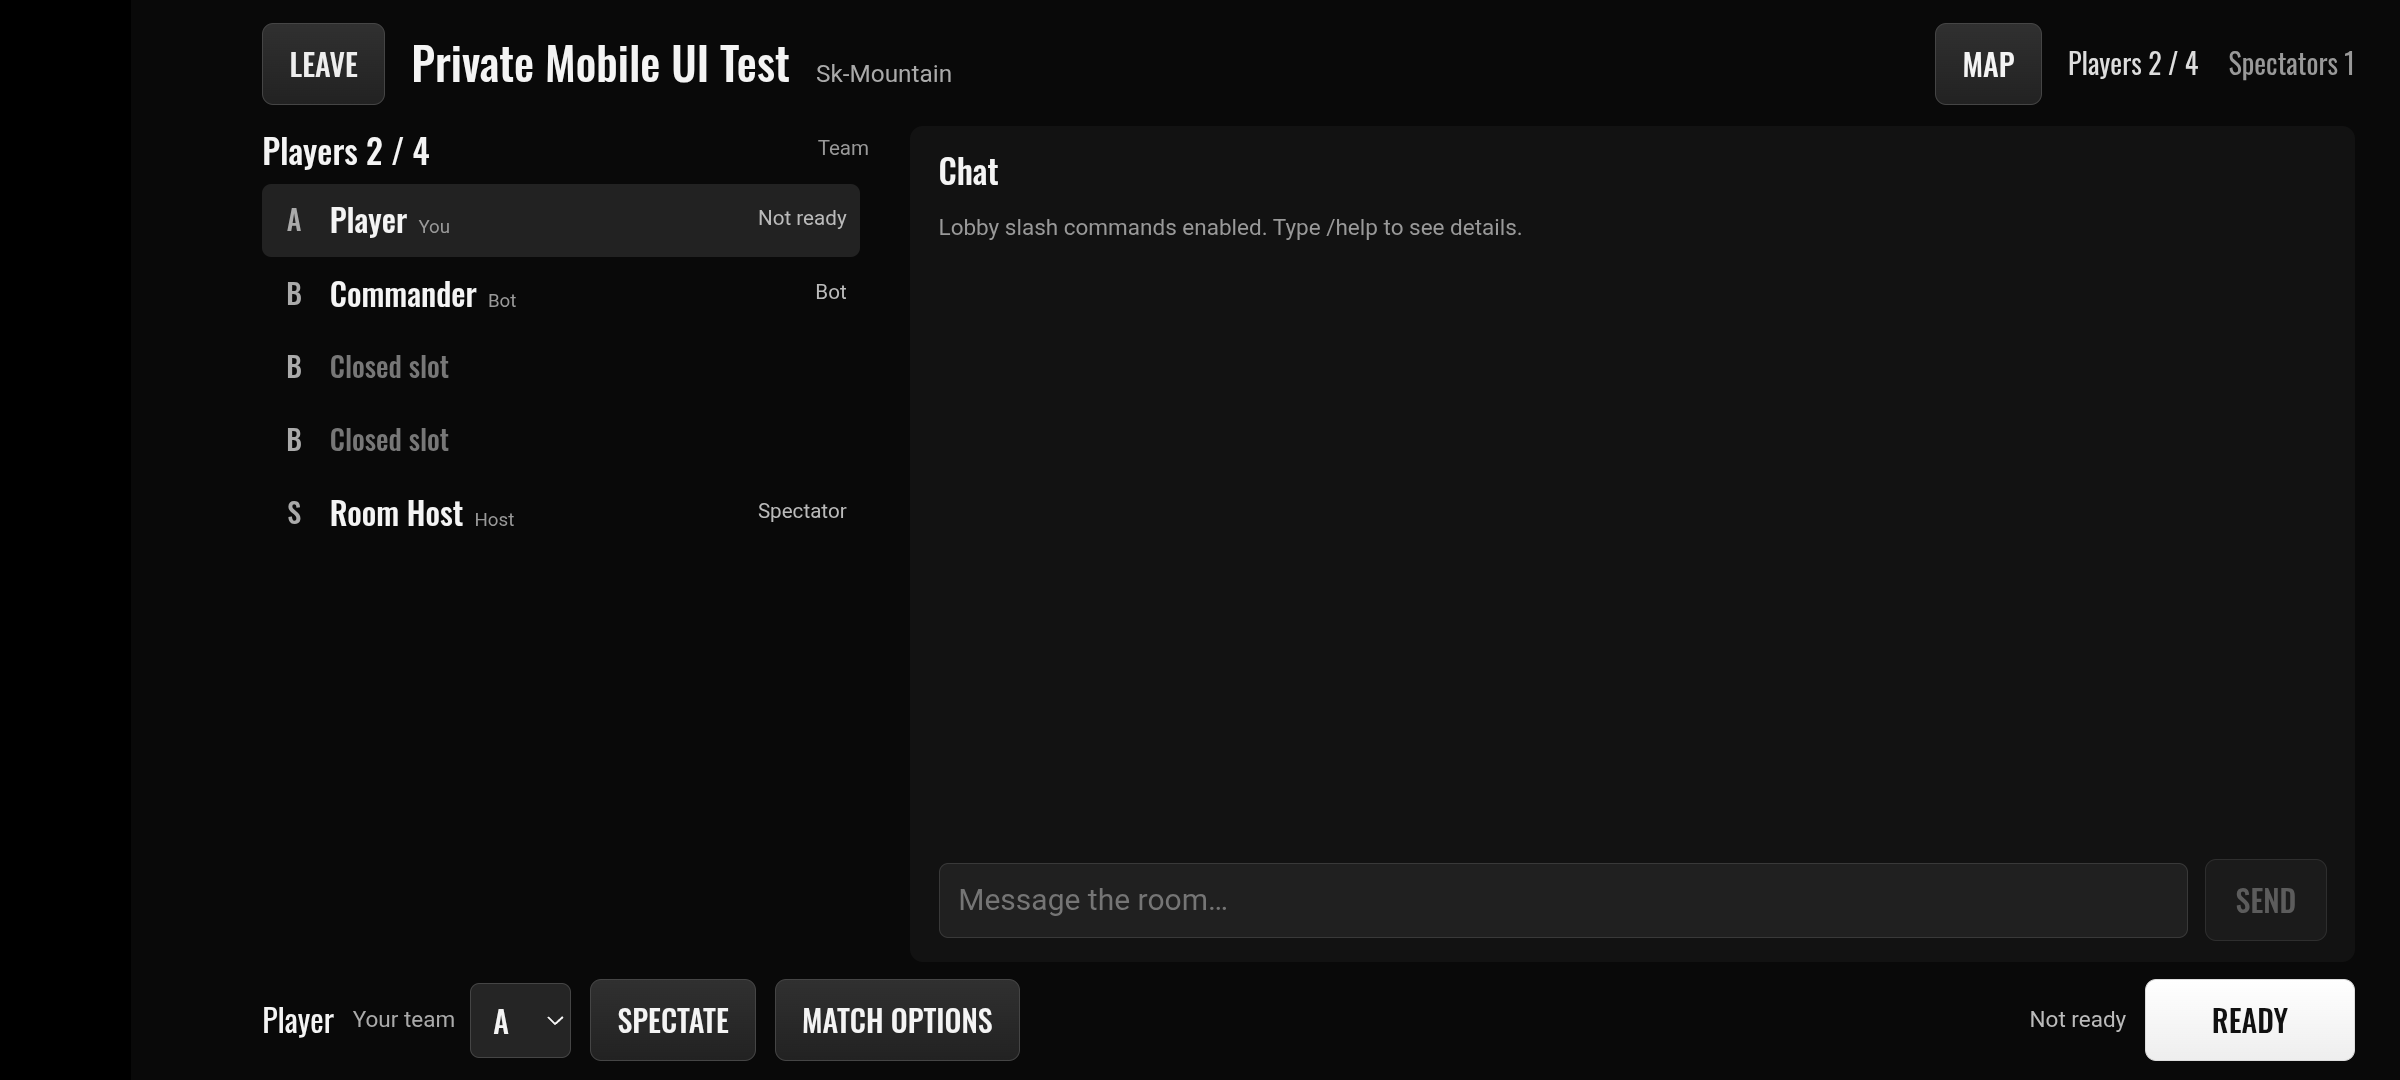 LEAVE
Private Mobile UI Test
Sk-Mountain
MAP
Players 2 / 4
Spectators 1
Players 2 / 4
Team
A Player You Not ready
B Commander Bot Bot
B Closed slot
B Closed slot
S Room Host Host Spectator
Chat
Lobby slash commands enabled. Type /help to see details.
Message the room...
SEND
Player Your team A SPECTATE MATCH OPTIONS Not ready READY